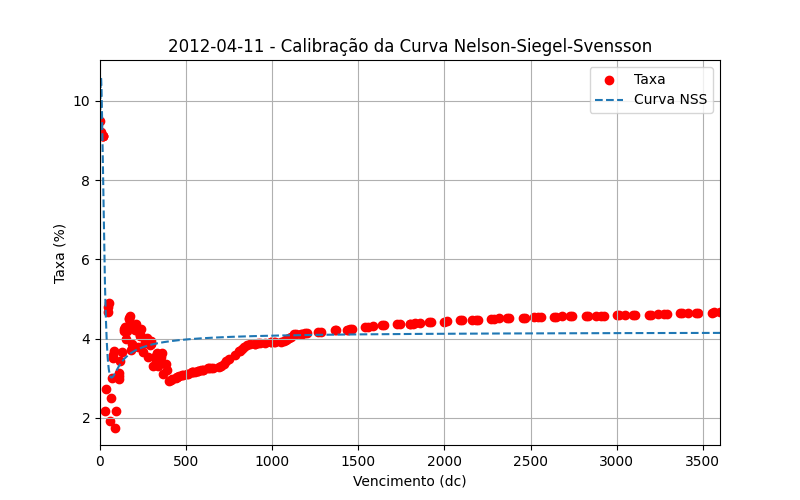 2012-04-11 - Calibração da Curva Nelson-Siegel-Svensson
Taxa
Curva NSS
Taxa (%)
10
8
6
4
2
0
500
1000
1500
2000
2500
3000
3500
Vencimento (dc)